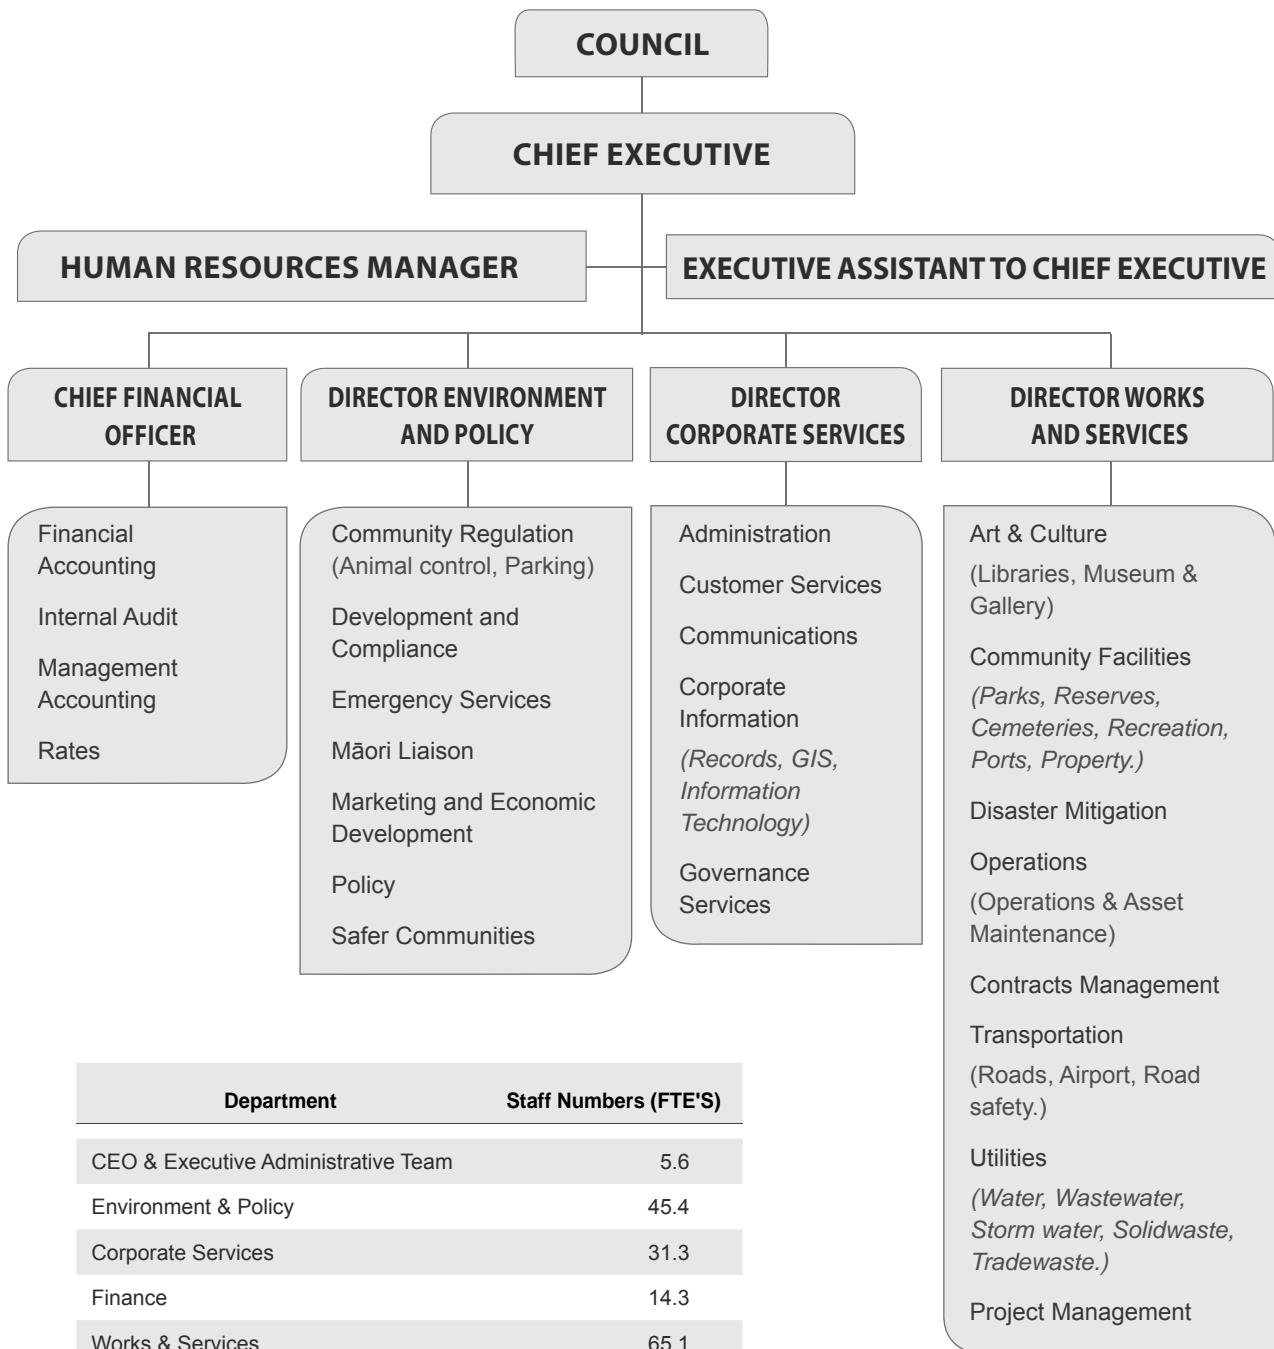 COUNCIL
CHIEF EXECUTIVE
HUMAN RESOURCES MANAGER
EXECUTIVE ASSISTANT TO CHIEF EXECUTIVE
CHIEF FINANCIAL
OFFICER
DIRECTOR ENVIRONMENT
AND POLICY
DIRECTOR
CORPORATE SERVICES
DIRECTOR WORKS
AND SERVICES
Financial
Accounting
Internal Audit
Management
Accounting
Rates
Community Regulation
(Animal control, Parking)
Development and
Compliance
Emergency Services
Māori Liaison
Marketing and Economic
Development
Policy
Safer Communities
Administration
Customer Services
Communications
Corporate
Information
(Records, GIS,
Information
Technology)
Governance
Services
Art & Culture
(Libraries, Museum &
Gallery)
Community Facilities
(Parks, Reserves,
Cemeteries, Recreation,
Ports, Property.)
Disaster Mitigation
Operations
(Operations & Asset
Maintenance)
Contracts Management
Transportation
(Roads, Airport, Road
safety.)
Utilities
(Water, Wastewater,
Storm water, Solidwaste,
Tradewaste.)
Project Management
Department Staff Numbers (FTE'S)
CEO & Executive Administrative Team 5.6
Environment & Policy 45.4
Corporate Services 31.3
Finance 14.3
Works & Services 65.1